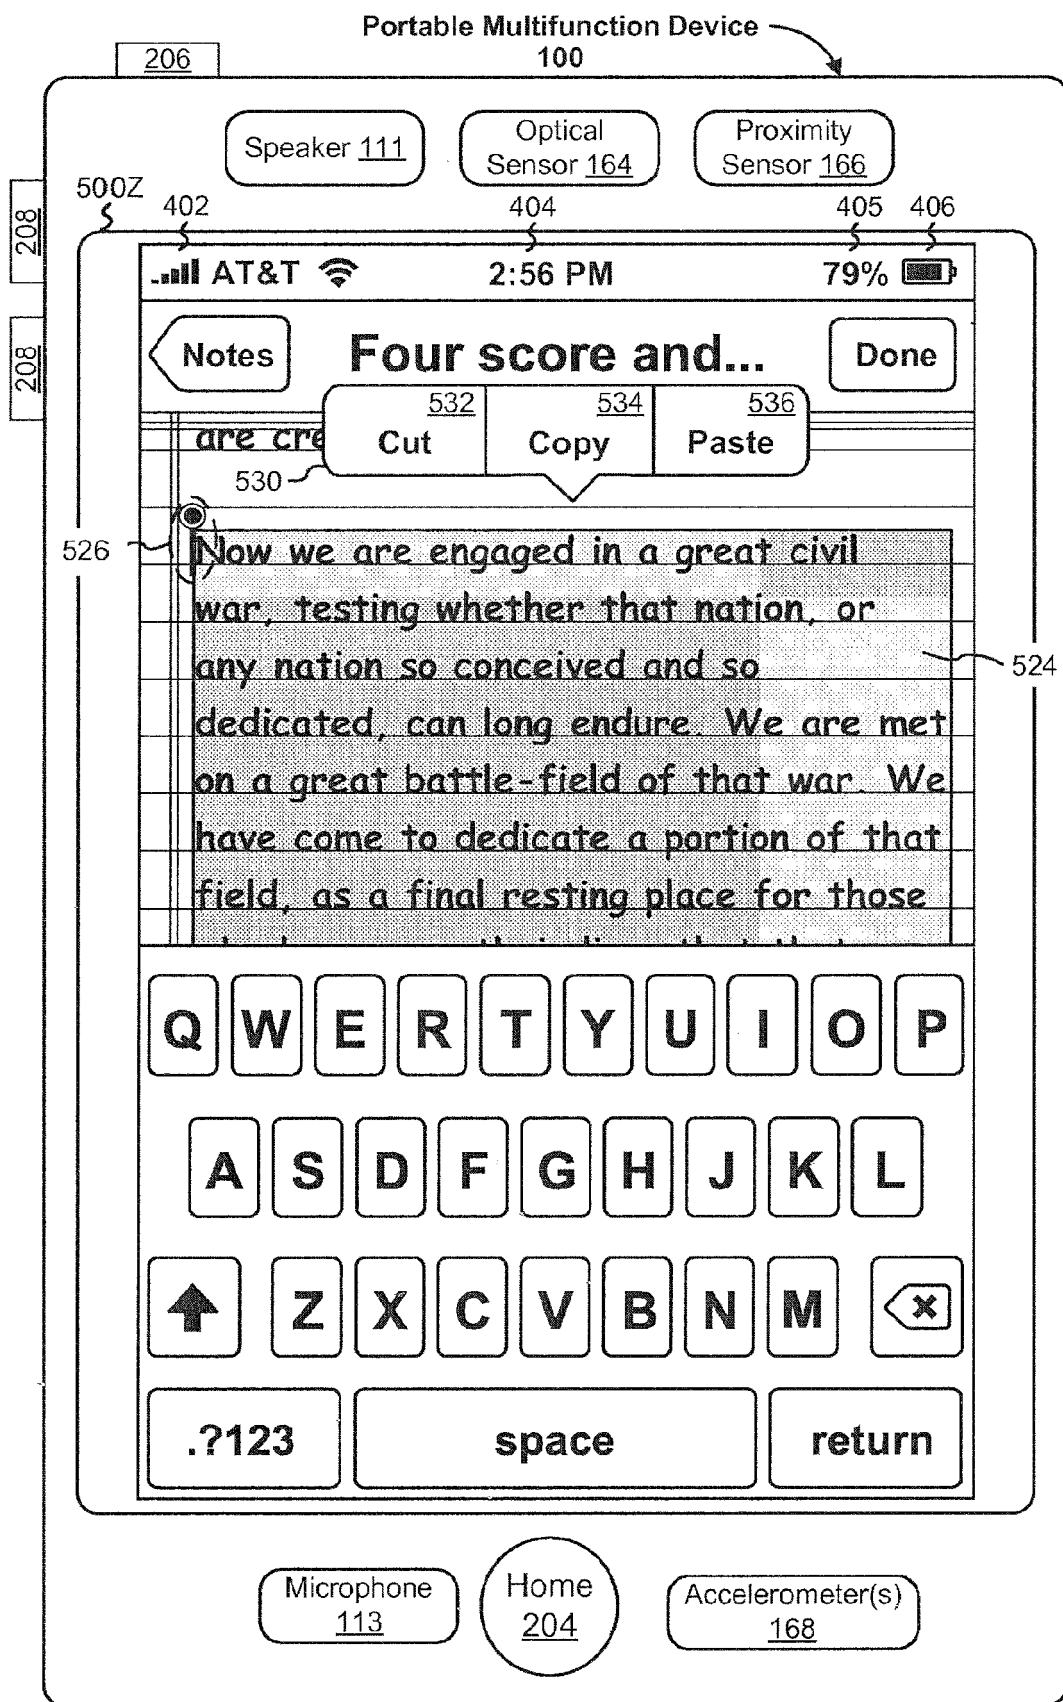 Portable Multifunction Device
100
206
Speaker 111
Optical
Sensor 164
Proximity
Sensor 166
208
208
500Z
402
404
405
406
AT&T
2:56 PM
79%
Notes
Four score and...
Done
532
Cut
534
Copy
536
Paste
530
are cre
526
Now we are engaged in a great civil
war, testing whether that nation, or
any nation so conceived and so
524
dedicated, can long endure. We are met
on a great battle-field of that war. We
have come to dedicate a portion of that
field, as a final resting place for those
Q W E R T Y U I O P
A S D F G H J K L
Z X C V B N M
.?123
space
return
Microphone
113
Home
204
Accelerometer(s)
168